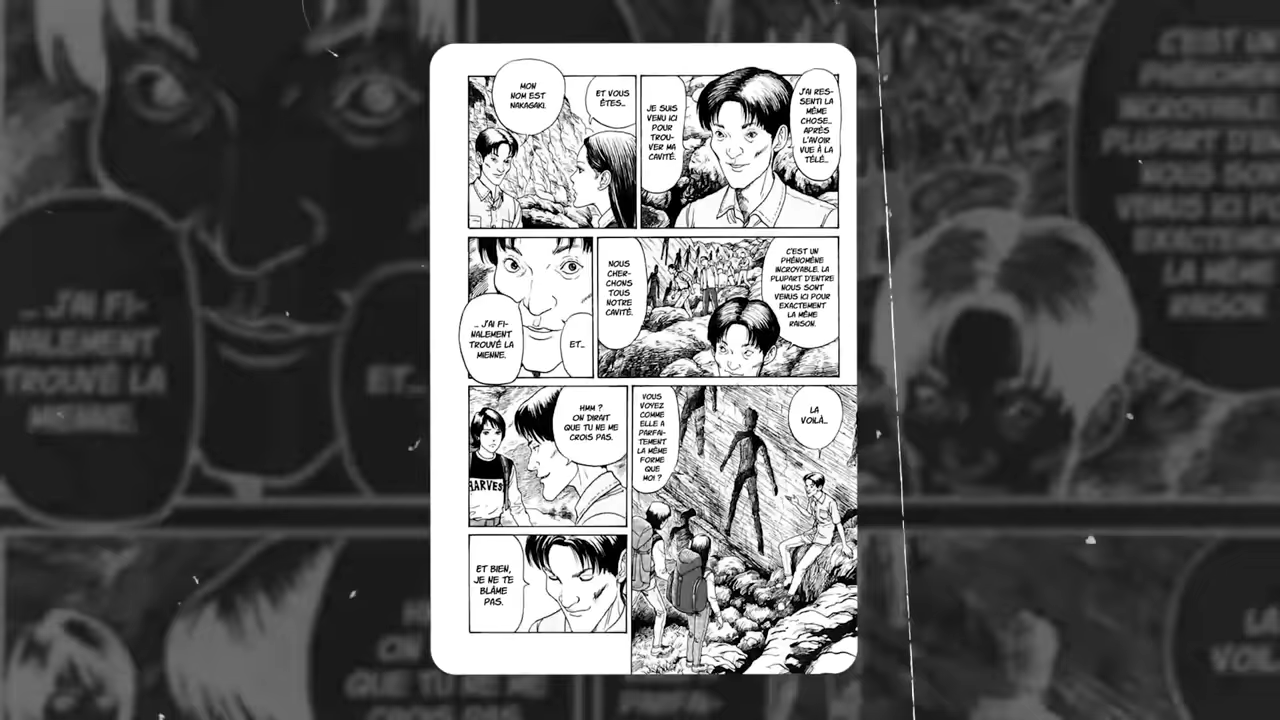 J'AI RES-
SENTI LA
MÊME
CHOSE...
APRÈS
L'AVOIR
VUE À LA
TÉLÉ...
JE SUIS
VENU ICI
POUR
TROU-
VER MA
CAVITÉ.
ET VOUS
ÊTES...
MON
NOM EST
NAKAGAKI.
C'EST UN
PHÉNOMÈNE
INCROYABLE. LA
PLUPART D'ENTRE
NOUS SONT
VENUS ICI POUR
EXACTEMENT
LA MÊME
RAISON.
NOUS
CHER-
CHONS
TOUS
NOTRE
CAVITÉ.
ET...
... J'AI FI-
NALEMENT
TROUVÉ LA
MIENNE.
LA
VOILÀ...
VOUS
VOYEZ
COMME
ELLE A
PARFAI-
TEMENT
LA MÊME
FORME
QUE
MOI ?
HMM ?
ON DIRAIT
QUE TU NE ME
CROIS PAS.
HARVEST
ET BIEN,
JE NE TE
BLÂME
PAS.